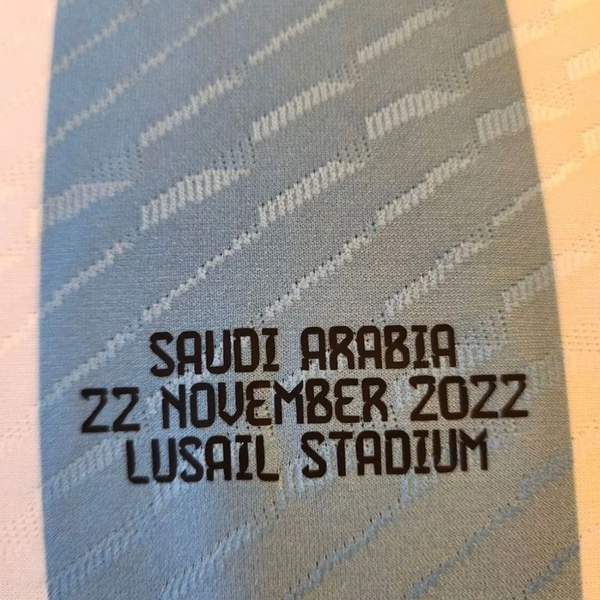 SAUDI ARABIA
22 NOVEMBER 2022
LUSAIL STADIUM